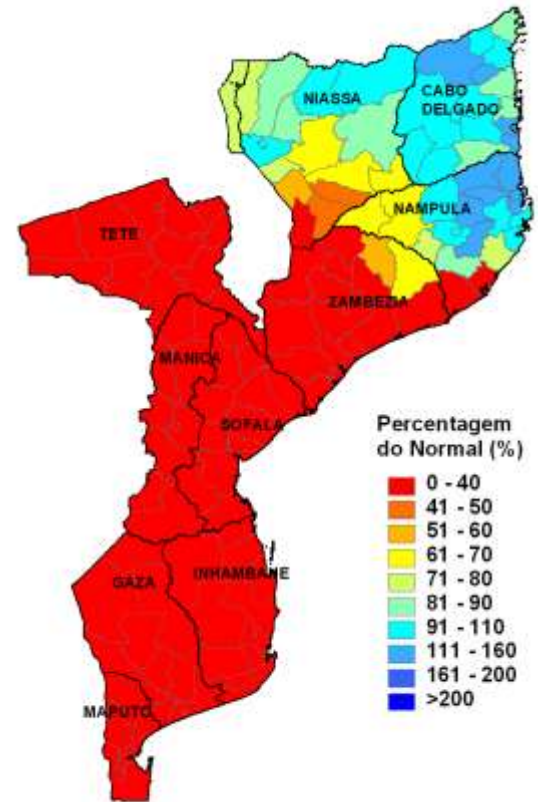 NIASSA
CABO
DELGADO
NAMPULA
TETE
ZAMBEZIA
MANICA
SOFALA
INHAMBANE
GAZA
MAPUTO
Percentagem
do Normal (%)
0 - 40
41 - 50
51 - 60
61 - 70
71 - 80
81 - 90
91 - 110
111 - 160
161 - 200
>200